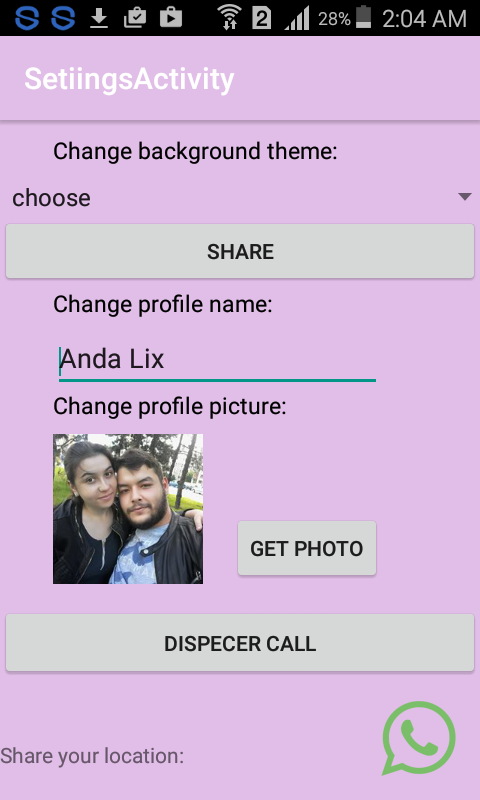 2 28% 2:04 AM
SetiingsActivity
Change background theme:
choose
SHARE
Change profile name:
Anda Lix
Change profile picture:
GET PHOTO
DISPECER CALL
Share your location: